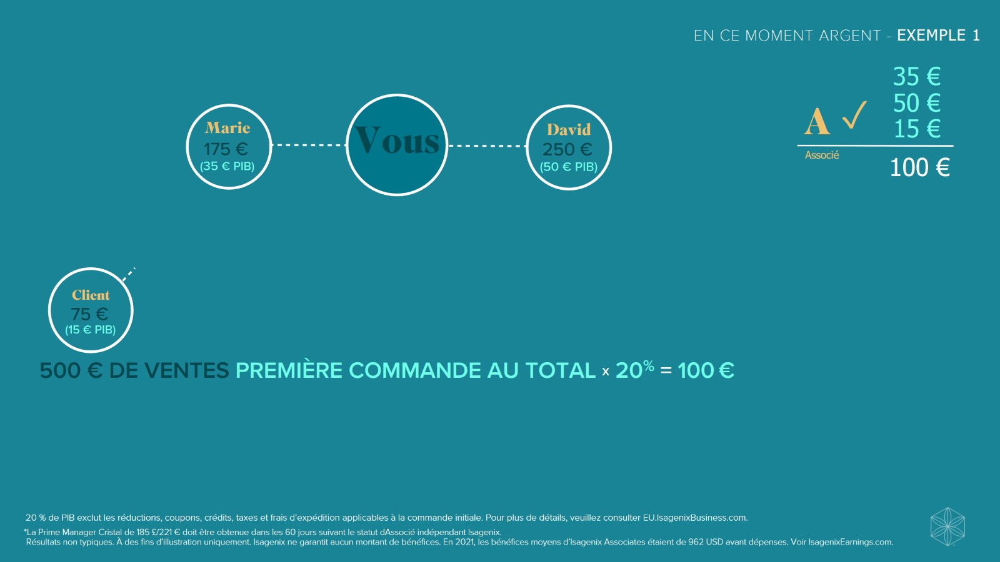 EN CE MOMENT ARGENT - EXEMPLE 1
35 €
50 €
15 €
A ✓
Associé
100 €
Marie
175 €
(35 € PIB)
Vous
David
250 €
(50 € PIB)
Client
75 €
(15 € PIB)
500 € DE VENTES PREMIÈRE COMMANDE AU TOTAL x 20% = 100 €
20 % de PIB exclut les réductions, coupons, crédits, taxes et frais d'expédition applicables à la commande initiale. Pour plus de détails, veuillez consulter EU.IsagenixBusiness.com.
*La Prime Manager Cristal de 185 £/221 € doit être obtenue dans les 60 jours suivant le statut dAssocié indépendant Isagenix.
Résultats non typiques. À des fins d'illustration uniquement. Isagenix ne garantit aucun montant de bénéfices. En 2021, les bénéfices moyens d'Isagenix Associates étaient de 962 USD avant dépenses. Voir IsagenixEarnings.com.